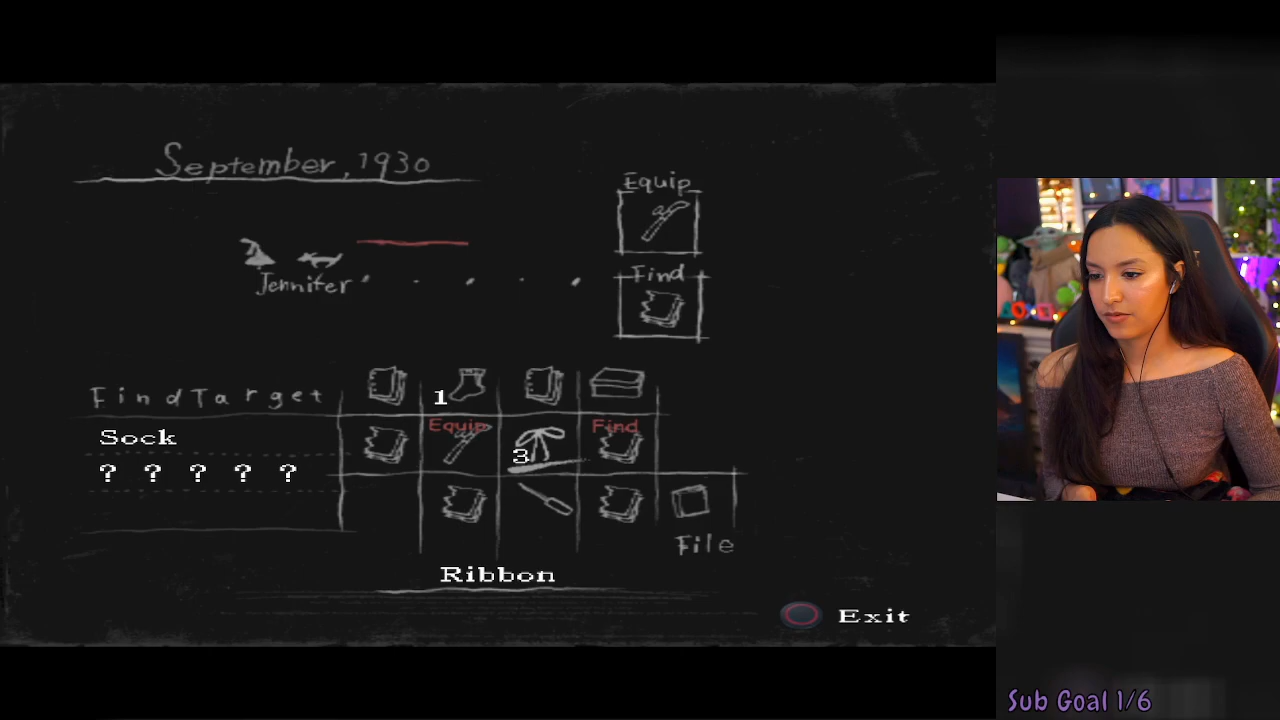 September, 1930
Equip
Jennifer
Find
Find Target
1
Equip
Find
Sock
3
? ? ? ? ?
File
Ribbon
Exit
Sub Goal 1/6